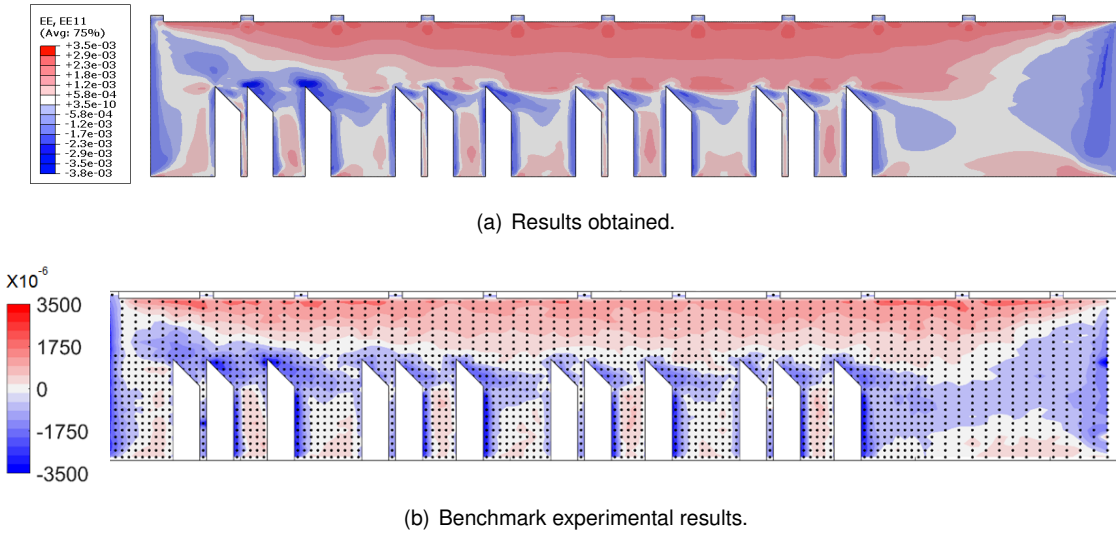 EE, EE11
(Avg: 75%)
+3.5e-03
+2.9e-03
+2.3e-03
+1.8e-03
+1.2e-03
+5.8e-04
+3.5e-10
-5.8e-04
-1.2e-03
-1.7e-03
-2.3e-03
-2.9e-03
-3.5e-03
-3.8e-03
(a) Results obtained.
X10-6
3500
1750
0
-1750
-3500
(b) Benchmark experimental results.